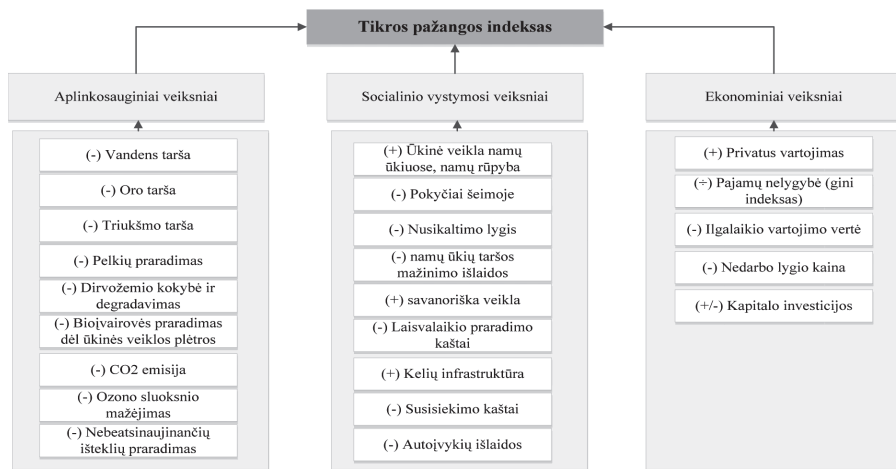 Tikros pažangos indeksas
Aplinkosauginiai veiksniai
(-) Vandens tarša
(-) Oro tarša
(-) Triukšmo tarša
(-) Pelkių praradimas
(-) Dirvožemio kokybė ir
degradavimas
(-) Bioįvairovės praradimas
dėl ūkinės veiklos plėtros
(-) CO2 emisija
(-) Ozono sluoksnio
mažėjimas
(-) Nebeatsinaujinančių
išteklių praradimas
Socialinio vystymosi veiksniai
(+) Ūkinė veikla namų
ūkiuose, namų rūpyba
(-) Pokyčiai šeimoje
(-) Nusikaltimo lygis
(-) namų ūkių taršos
mažinimo išlaidos
(+) savanoriška veikla
(-) Laisvalaikio praradimo
kaštai
(+) Kelių infrastruktūra
(-) Susisiekimo kaštai
(-) Autoįvykių išlaidos
Ekonominiai veiksniai
(+) Privatus vartojimas
(÷) Pajamų nelygybė (gini
indeksas)
(-) Ilgalaikio vartojimo vertė
(-) Nedarbo lygio kaina
(+/-) Kapitalo investicijos